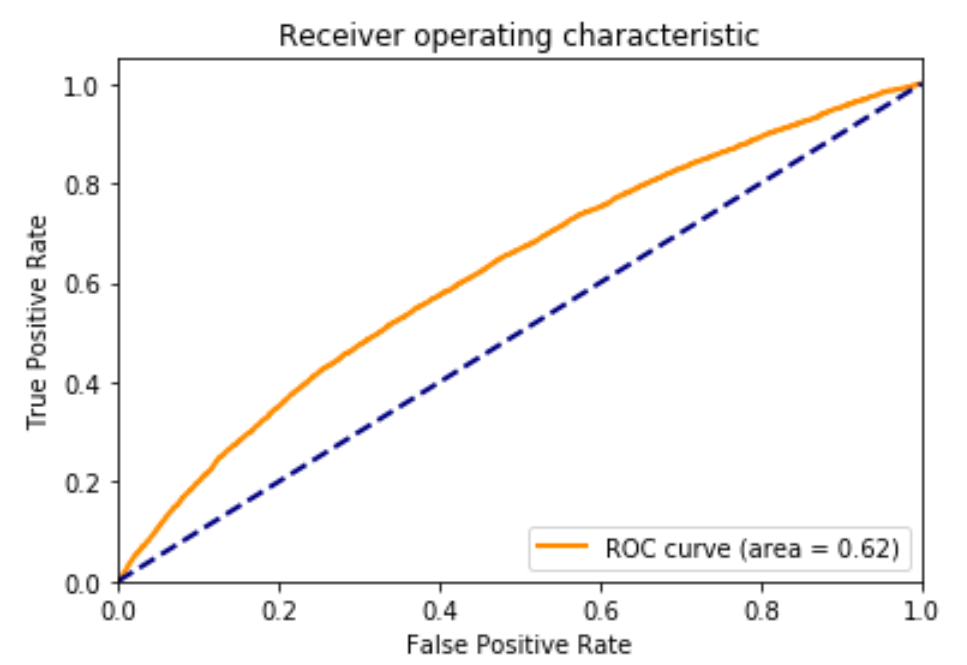 Receiver operating characteristic
True Positive Rate
1.0
0.8
0.6
0.4
0.2
0.0
ROC curve (area = 0.62)
0.0 0.2 0.4 0.6 0.8 1.0
False Positive Rate